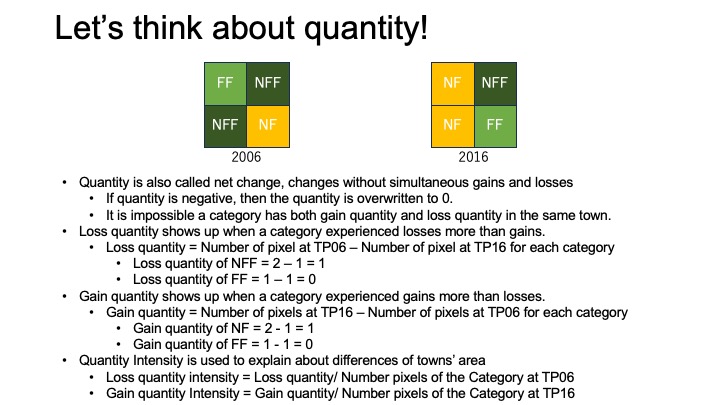 Let's think about quantity!
FF NFF
NFF NF
2006
NF NFF
NF FF
2016
• Quantity is also called net change, changes without simultaneous gains and losses
• If quantity is negative, then the quantity is overwritten to 0.
• It is impossible a category has both gain quantity and loss quantity in the same town.
• Loss quantity shows up when a category experienced losses more than gains.
• Loss quantity = Number of pixel at TP06 – Number of pixel at TP16 for each category
• Loss quantity of NFF = 2 – 1 = 1
• Loss quantity of FF = 1 – 1 = 0
• Gain quantity shows up when a category experienced gains more than losses.
• Gain quantity = Number of pixels at TP16 – Number of pixels at TP06 for each category
• Gain quantity of NF = 2 - 1 = 1
• Gain quantity of FF = 1 - 1 = 0
• Quantity Intensity is used to explain about differences of towns' area
• Loss quantity intensity = Loss quantity/ Number pixels of the Category at TP06
• Gain quantity Intensity = Gain quantity/ Number pixels of the Category at TP16